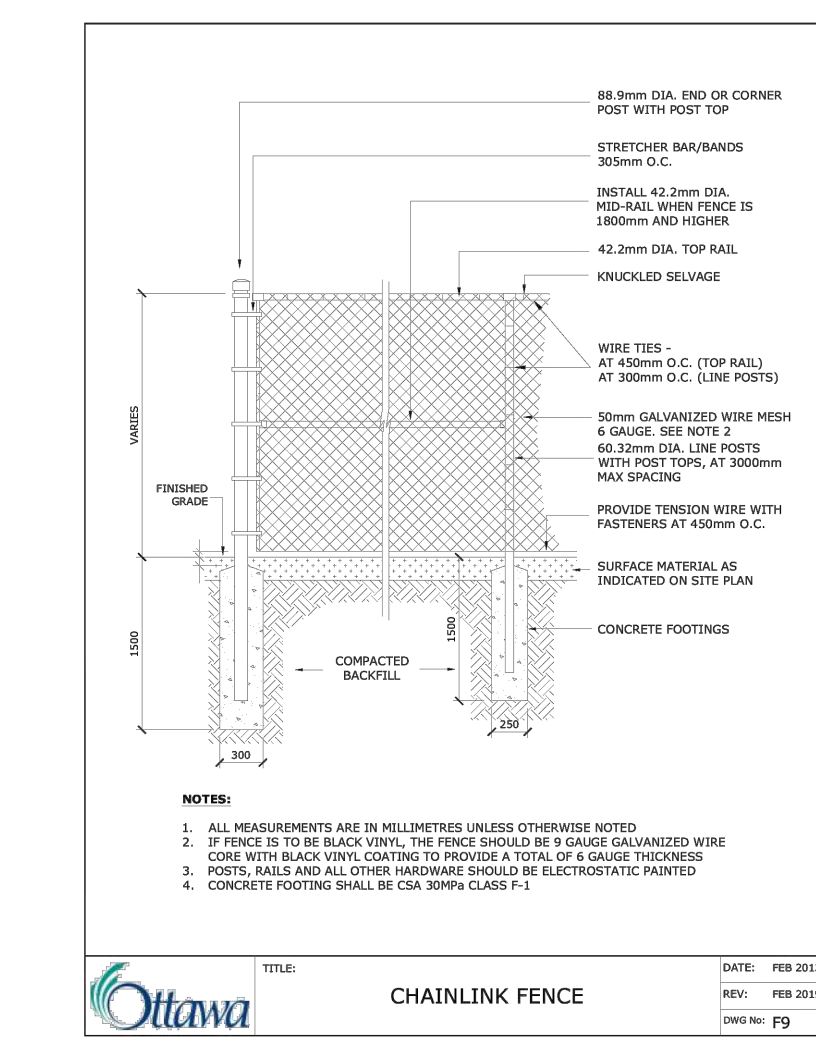 88.9mm DIA. END OR CORNER
POST WITH POST TOP
STRETCHER BAR/BANDS
305mm O.C.
INSTALL 42.2mm DIA.
MID-RAIL WHEN FENCE IS
1800mm AND HIGHER
42.2mm DIA. TOP RAIL
KNUCKLED SELVAGE
WIRE TIES -
AT 450mm O.C. (TOP RAIL)
AT 300mm O.C. (LINE POSTS)
50mm GALVANIZED WIRE MESH
6 GAUGE. SEE NOTE 2
60.32mm DIA. LINE POSTS
WITH POST TOPS, AT 3000mm
MAX SPACING
PROVIDE TENSION WIRE WITH
FASTENERS AT 450mm O.C.
SURFACE MATERIAL AS
INDICATED ON SITE PLAN
CONCRETE FOOTINGS
VARIES
FINISHED
GRADE
1500
1500
COMPACTED
BACKFILL
250
300
NOTES:
1. ALL MEASUREMENTS ARE IN MILLIMETRES UNLESS OTHERWISE NOTED
2. IF FENCE IS TO BE BLACK VINYL, THE FENCE SHOULD BE 9 GAUGE GALVANIZED WIRE
CORE WITH BLACK VINYL COATING TO PROVIDE A TOTAL OF 6 GAUGE THICKNESS
3. POSTS, RAILS AND ALL OTHER HARDWARE SHOULD BE ELECTROSTATIC PAINTED
4. CONCRETE FOOTING SHALL BE CSA 30MPa CLASS F-1
Ottawa
TITLE:
CHAINLINK FENCE
DATE: FEB 201
REV: FEB 201
DWG No: F9